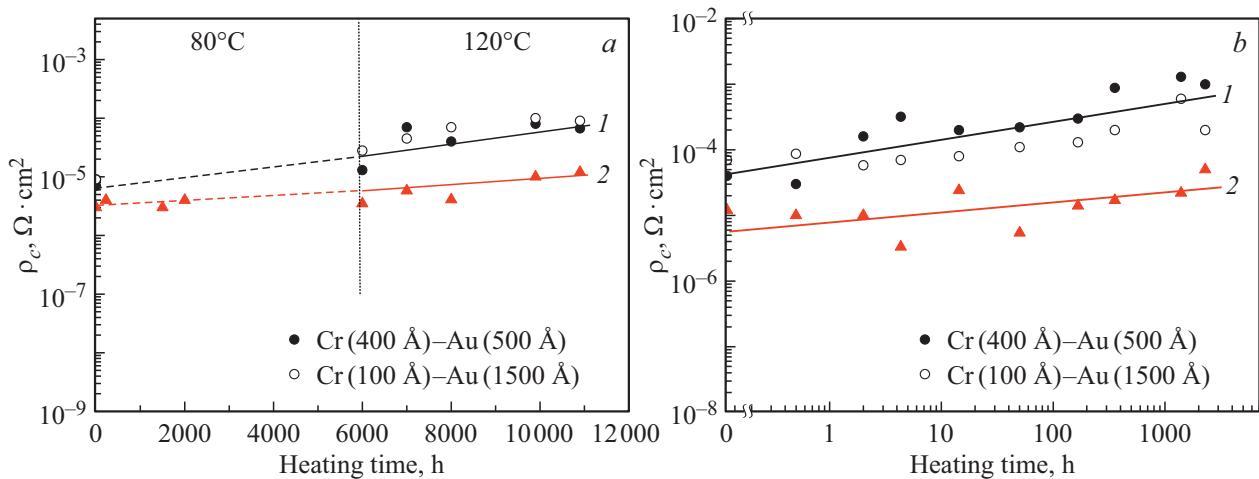 80°C
120°C
a
10⁻³
10⁻⁵
10⁻⁷
10⁻⁹
ρc, Ω · cm²
1
2
Cr (400 Å)–Au (500 Å)
Cr (100 Å)–Au (1500 Å)
0 2000 4000 6000 8000 10 000 12 000
Heating time, h
b
10⁻²
10⁻⁴
10⁻⁶
10⁻⁸
ρc, Ω · cm²
1
2
Cr (400 Å)–Au (500 Å)
Cr (100 Å)–Au (1500 Å)
0 1 10 100 1000
Heating time, h